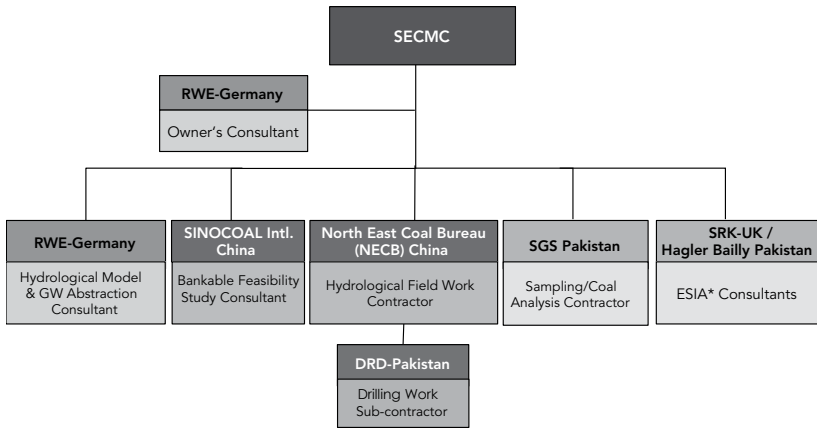 SECMC
RWE-Germany
Owner's Consultant
RWE-Germany
Hydrological Model
& GW Abstraction
Consultant
SINOCOAL Intl.
China
Bankable Feasibility
Study Consultant
North East Coal Bureau
(NECB) China
Hydrological Field Work
Contractor
SGS Pakistan
Sampling/Coal
Analysis Contractor
SRK-UK /
Hagler Bailly Pakistan
ESIA* Consultants
DRD-Pakistan
Drilling Work
Sub-contractor